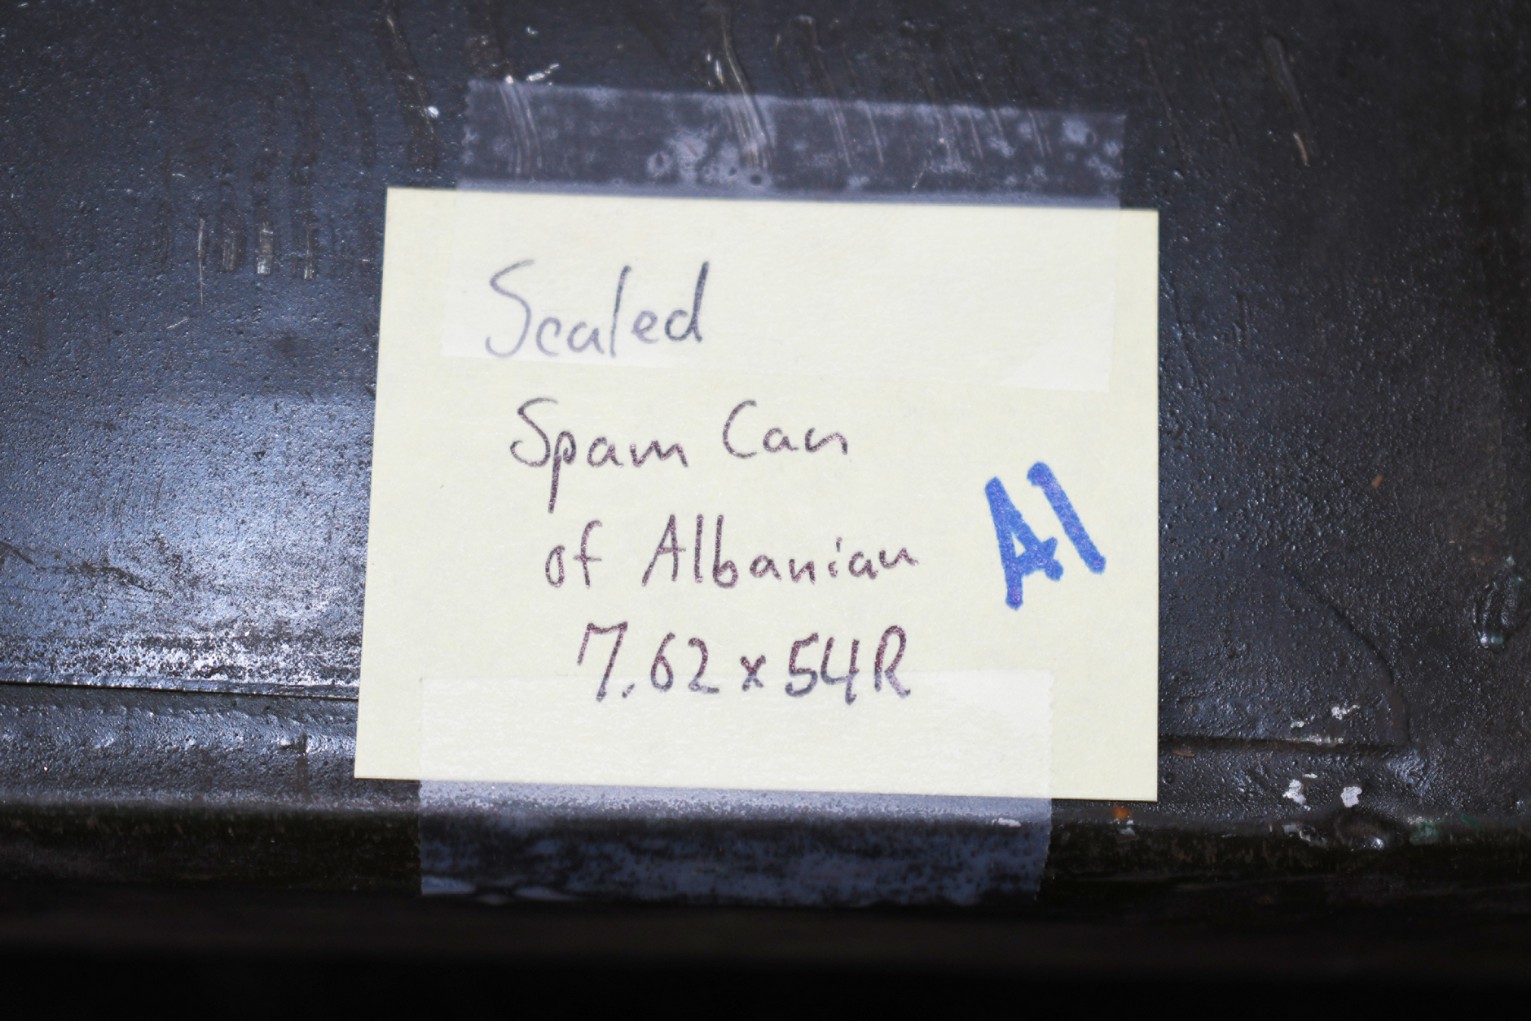 Sealed
Spam Can
of Albanian
A1
7.62x54R